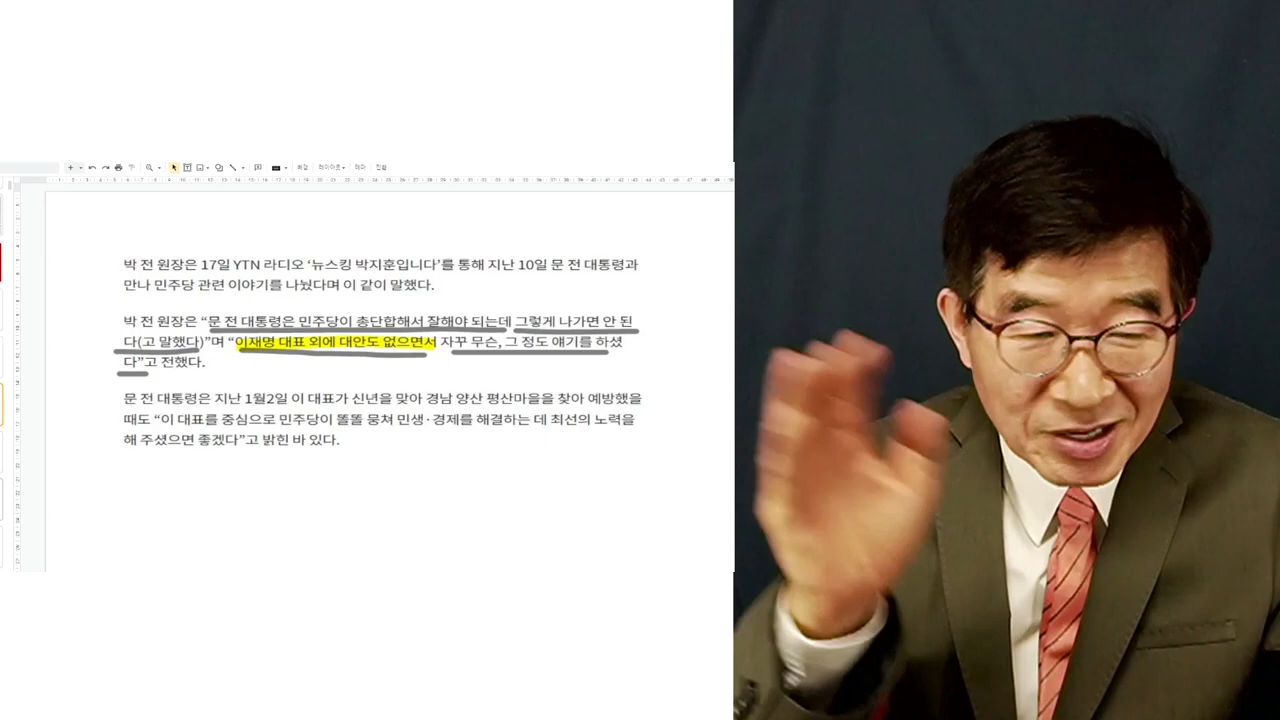 배경 레이아웃 테마 전환
박 전 원장은 17일 YTN 라디오 ‘뉴스킹 박지훈입니다’를 통해 지난 10일 문 전 대통령과
만나 민주당 관련 이야기를 나눴다며 이 같이 말했다.
박 전 원장은 “문 전 대통령은 민주당이 총단합해서 잘해야 되는데 그렇게 나가면 안 된
다(고 말했다)”며 “이재명 대표 외에 대안도 없으면서 자꾸 무슨, 그 정도 얘기를 하셨
다”고 전했다.
문 전 대통령은 지난 1월2일 이 대표가 신년을 맞아 경남 양산 평산마을을 찾아 예방했을
때도 “이 대표를 중심으로 민주당이 똘똘 뭉쳐 민생·경제를 해결하는 데 최선의 노력을
해 주셨으면 좋겠다”고 밝힌 바 있다.